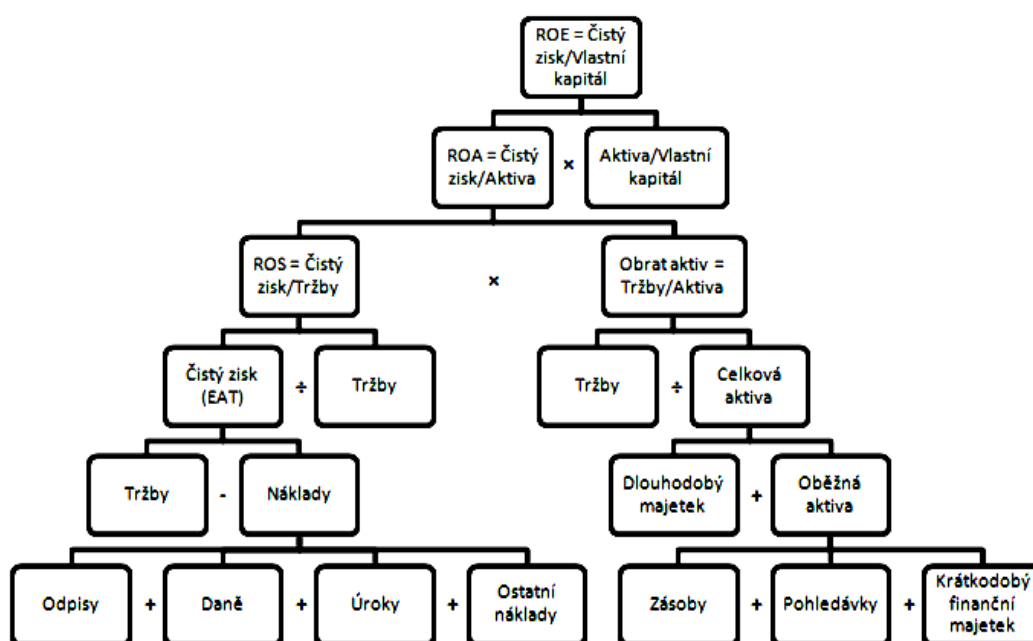 ROE = Čistý
zisk/Vlastní
kapitál
ROA = Čistý
zisk/Aktiva
×
Aktiva/Vlastní
kapitál
ROS = Čistý
zisk/Tržby
×
Obrat aktiv =
Tržby/Aktiva
Čistý zisk
(EAT)
÷
Tržby
Tržby
÷
Celková
aktiva
Tržby
-
Náklady
Dlouhodobý
majetek
+
Oběžná
aktiva
Odpisy
+
Daně
+
Úroky
+
Ostatní
náklady
Zásoby
+
Pohledávky
+
Krátkodobý
finanční
majetek